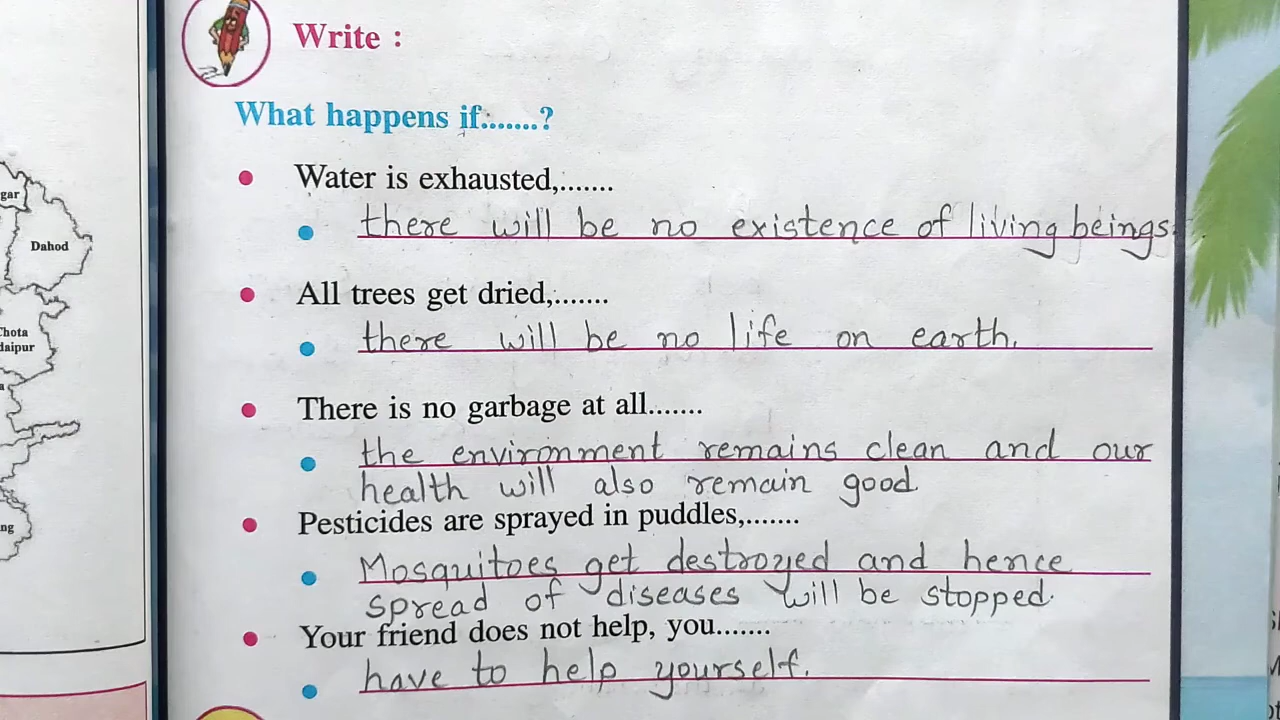 Write :
What happens if.......?
Water is exhausted,.......
there will be no existence of living beings.
All trees get dried,.......
there will be no life on earth.
There is no garbage at all.......
the environment remains clean and our
health will also remain good.
Pesticides are sprayed in puddles,.......
Mosquitoes get destroyed and hence
spread of diseases will be stopped.
Your friend does not help, you.......
have to help yourself.
gar
Dahod
Chota
daipur
ng